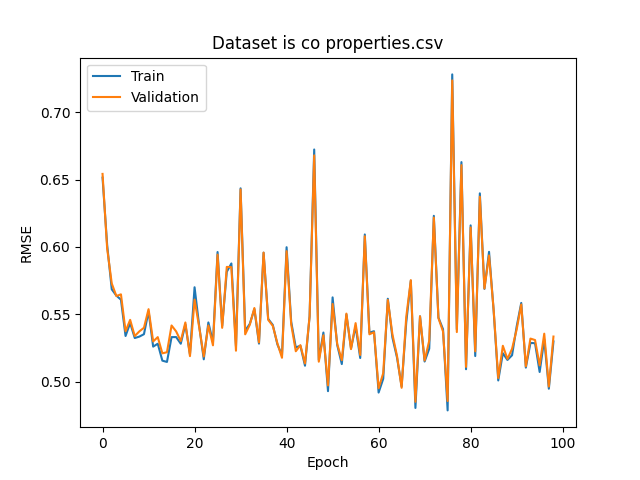 Dataset is co properties.csv
Train
Validation
RMSE
0.70
0.65
0.60
0.55
0.50
0 20 40 60 80 100
Epoch